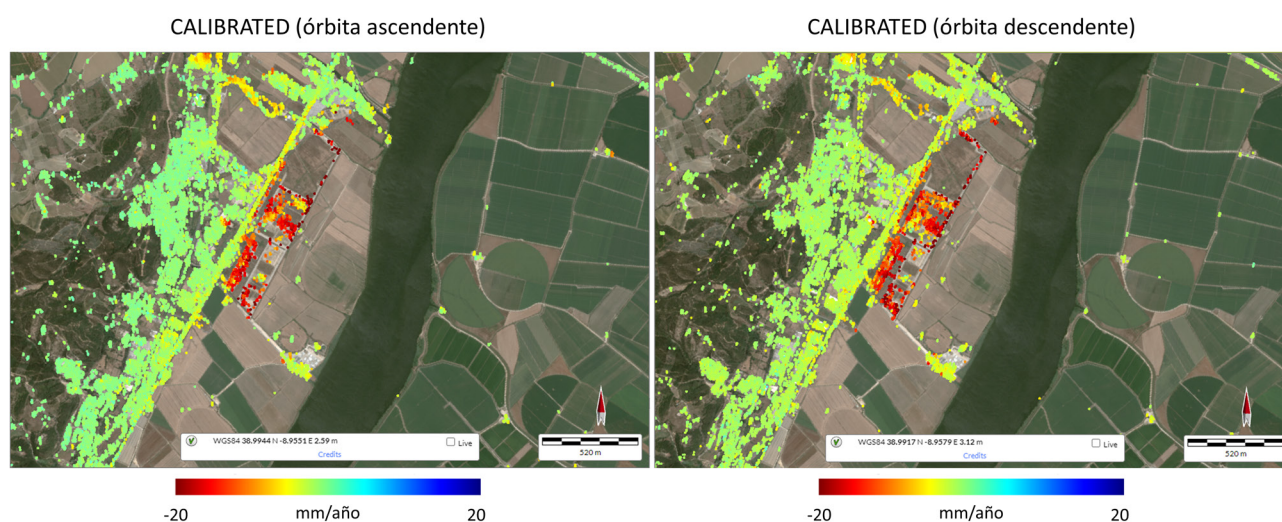 CALIBRATED (órbita ascendente)
CALIBRATED (órbita descendente)
WGS84 38.9944 N -8.9551 E 2.59 m
Live
Credits
520 m
WGS84 38.9917 N -8.9579 E 3.12 m
Live
Credits
520 m
-20 mm/año 20
-20 mm/año 20